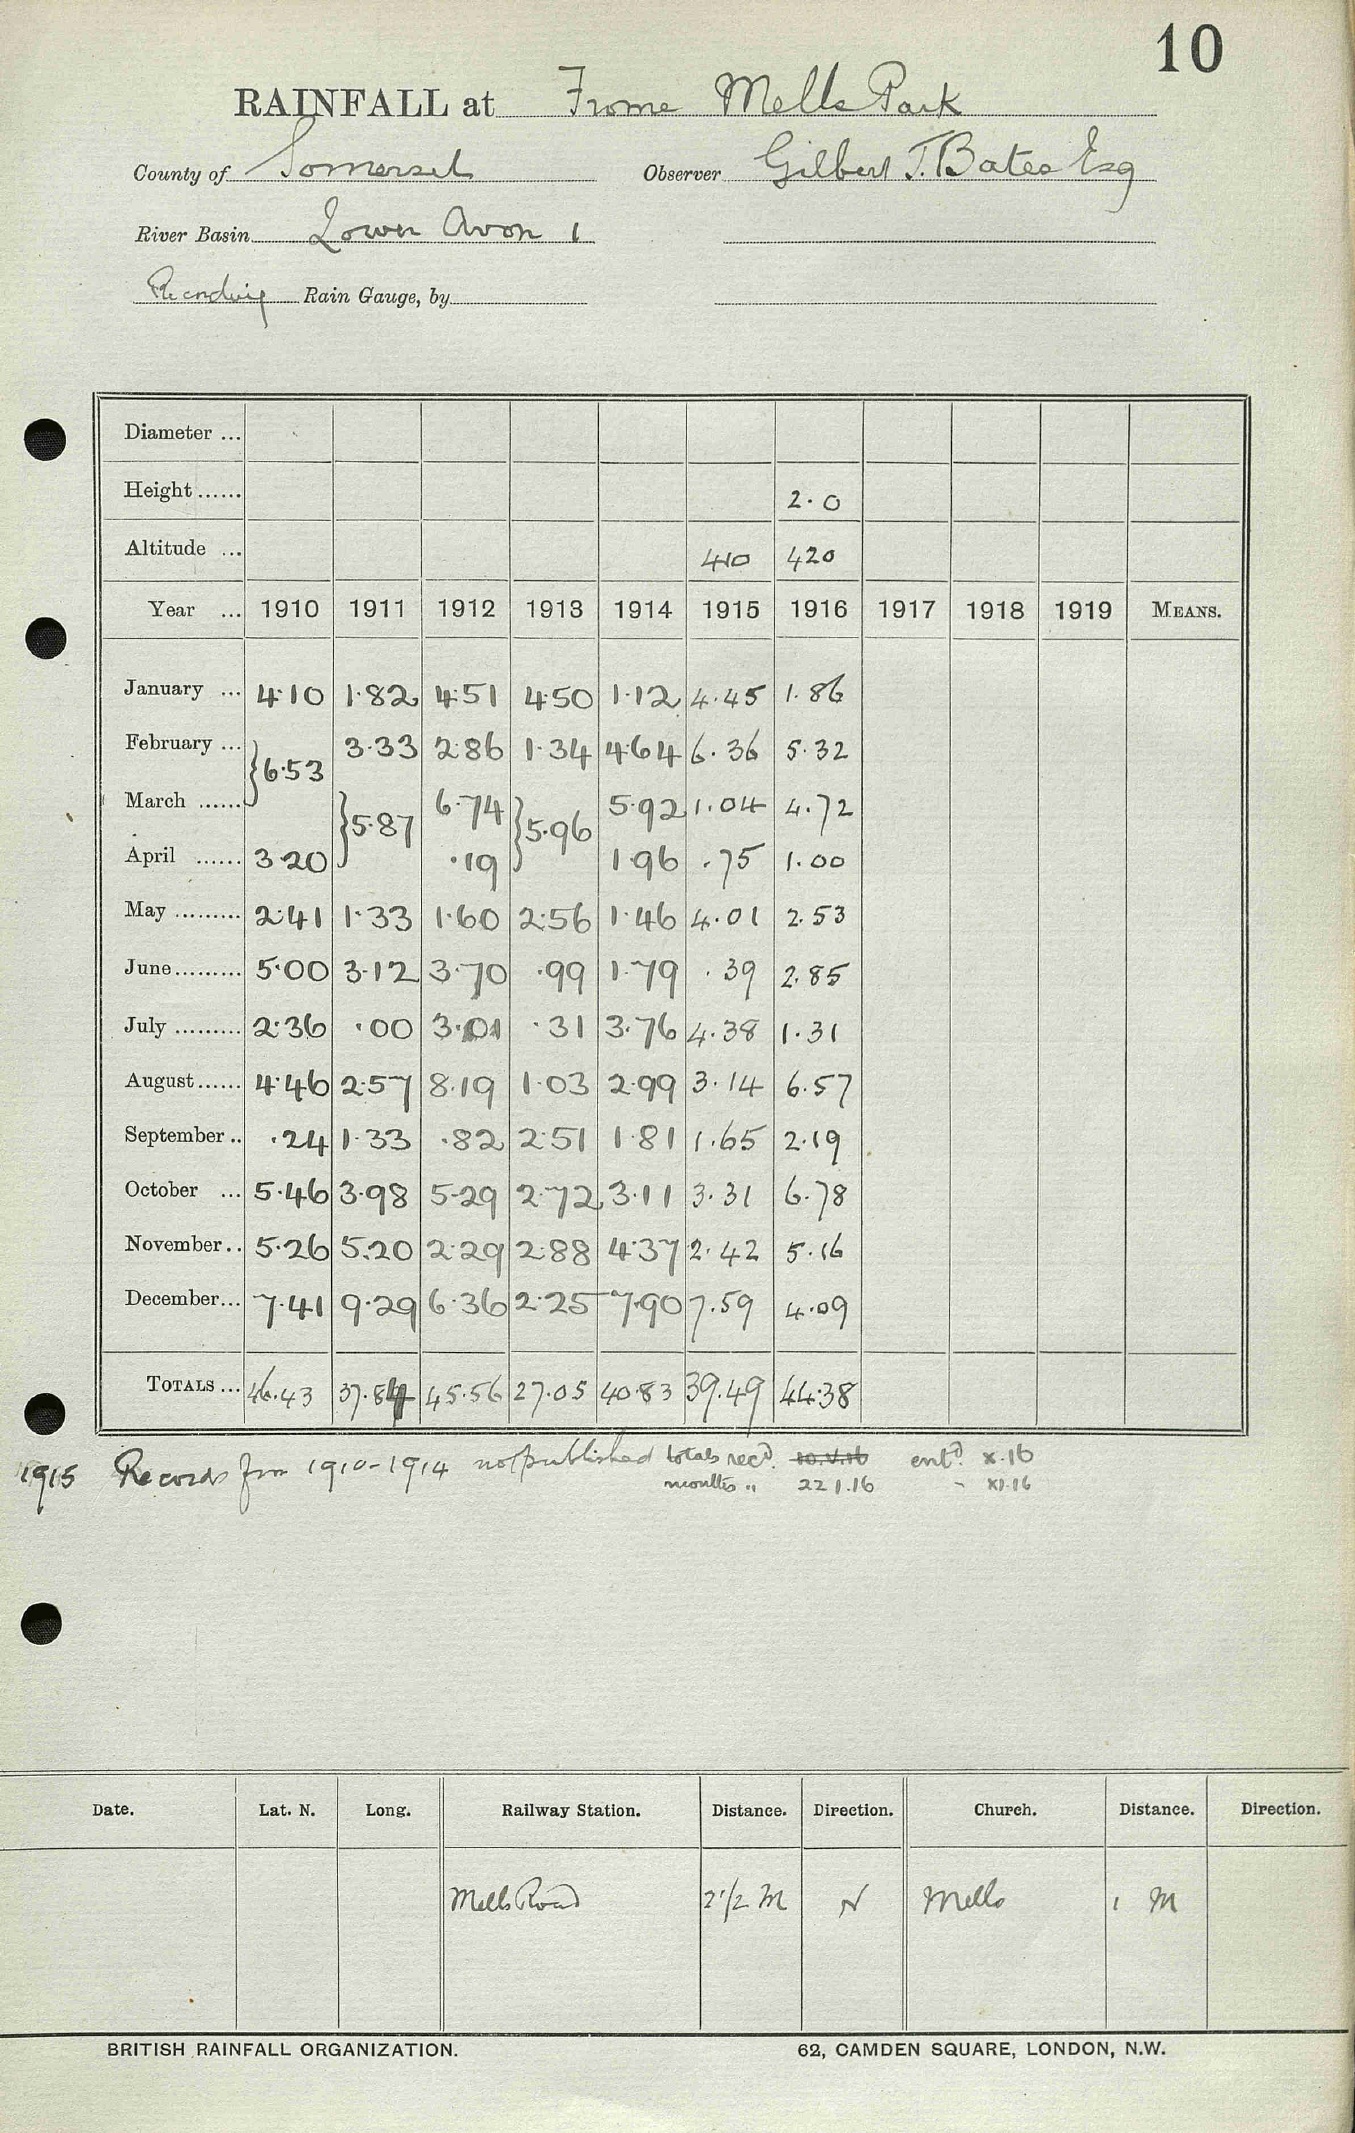 10
RAINFALL at Frome Mells Park
County of Somerset Observer Gilbert T. Bates Esq
River Basin Lower Avon 1
Recording Rain Gauge, by
Diameter ...
Height ...... 2.0
Altitude ... 410 420
Year ... 1910 1911 1912 1913 1914 1915 1916 1917 1918 1919 MEANS.
January ... 4.10 1.82 4.51 4.50 1.12 4.45 1.86
February ... 3.33 2.86 1.34 4.64 6.36 5.32
}6.53
March ...... 6.74 5.92 1.04 4.72
}5.87 }5.96
April ...... 3.20 .19 1.96 .75 1.00
May ......... 2.41 1.33 1.60 2.56 1.46 4.01 2.53
June ......... 5.00 3.12 3.70 .99 1.79 .39 2.85
July ......... 2.36 .00 3.01 .31 3.76 4.38 1.31
August ...... 4.46 2.57 8.19 1.03 2.99 3.14 6.57
September .. .24 1.33 .82 2.51 1.81 1.65 2.19
October ... 5.46 3.98 5.29 2.72 3.11 3.31 6.78
November .. 5.26 5.20 2.29 2.88 4.37 2.42 5.16
December ... 7.41 9.29 6.36 2.25 7.90 7.59 4.09
TOTALS ... 46.43 37.84 45.56 27.05 40.83 39.49 44.38
1915 Records from 1910-1914 not published totals recd. 10.V.16 entd X.16
months " 22 1.16 - XI.16
Date. Lat. N. Long. Railway Station. Distance. Direction. Church. Distance. Direction.
Mells Road 2 1/2 M N Mells 1 M
BRITISH RAINFALL ORGANIZATION. 62, CAMDEN SQUARE, LONDON, N.W.